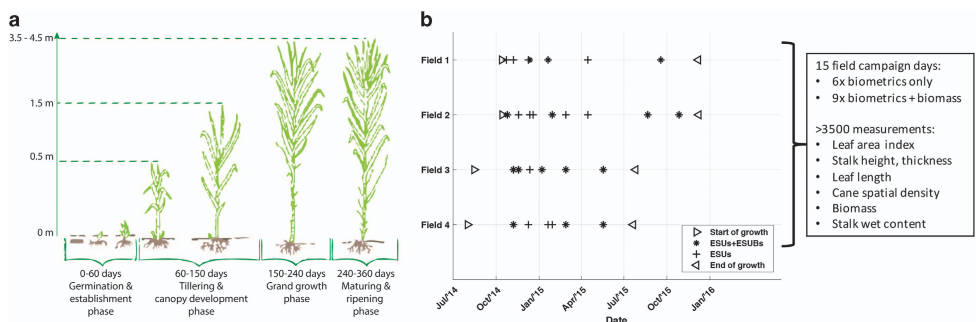 a
3.5 - 4.5 m
1.5 m
0.5 m
0 m
0-60 days
Germination &
establishment
phase
60-150 days
Tillering &
canopy development
phase
150-240 days
Grand growth
phase
240-360 days
Maturing &
ripening
phase
b
Field 1
Field 2
Field 3
Field 4
Start of growth
ESUs+ESUBs
ESUs
End of growth
Jul/'14
Oct/'14
Jan/'15
Apr/'15
Jul/'15
Oct/'15
Jan/'16
Date
15 field campaign days:
• 6x biometrics only
• 9x biometrics + biomass
>3500 measurements:
• Leaf area index
• Stalk height, thickness
• Leaf length
• Cane spatial density
• Biomass
• Stalk wet content